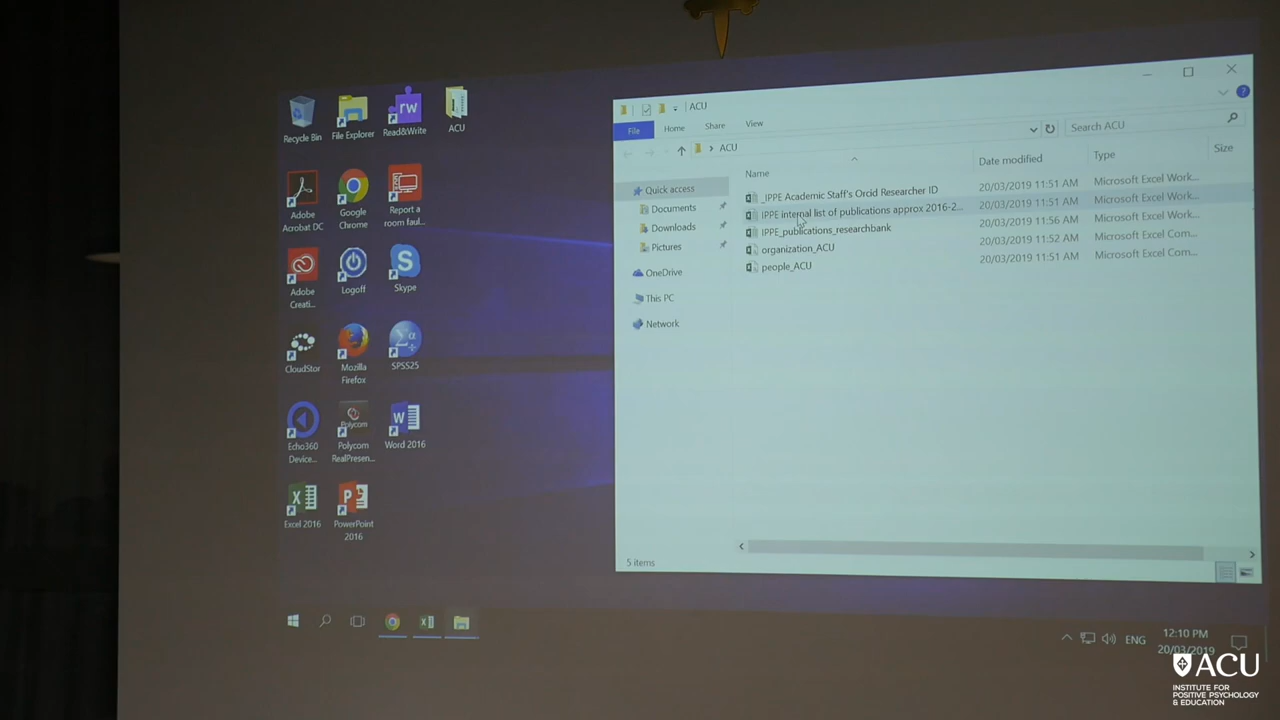 Recycle Bin
File Explorer
Read&Write
ACU
Adobe
Acrobat DC
Google
Chrome
Report a
room faul...
Adobe
Creati...
Logoff
Skype
CloudStor
Mozilla
Firefox
SPSS25
Echo360
Device...
Polycom
Polycom
RealPresen...
Word 2016
Excel 2016
PowerPoint
2016
ACU
File
Home
Share
View
ACU
Search ACU
Quick access
Documents
Downloads
Pictures
OneDrive
This PC
Network
Name
Date modified
Type
Size
_IPPE Academic Staff's Orcid Researcher ID
20/03/2019 11:51 AM
Microsoft Excel Work...
IPPE internal list of publications approx 2016-2...
20/03/2019 11:51 AM
Microsoft Excel Work...
IPPE_publications_researchbank
20/03/2019 11:56 AM
Microsoft Excel Work...
organization_ACU
20/03/2019 11:52 AM
Microsoft Excel Com...
people_ACU
20/03/2019 11:51 AM
Microsoft Excel Com...
5 items
ENG
12:10 PM
20/03/2019
ACU
INSTITUTE FOR
POSITIVE PSYCHOLOGY
& EDUCATION